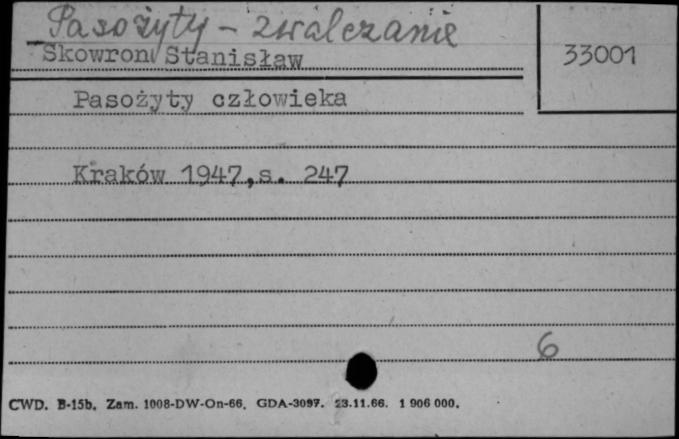 Pasożyty - zwalczanie
Skowron Stanisław
33001
Pasożyty człowieka
Kraków 1947,s. 247
6
CWD. B-15b. Zam. 1008-DW-On-66. GDA-3097. 23.11.66. 1 906 000.